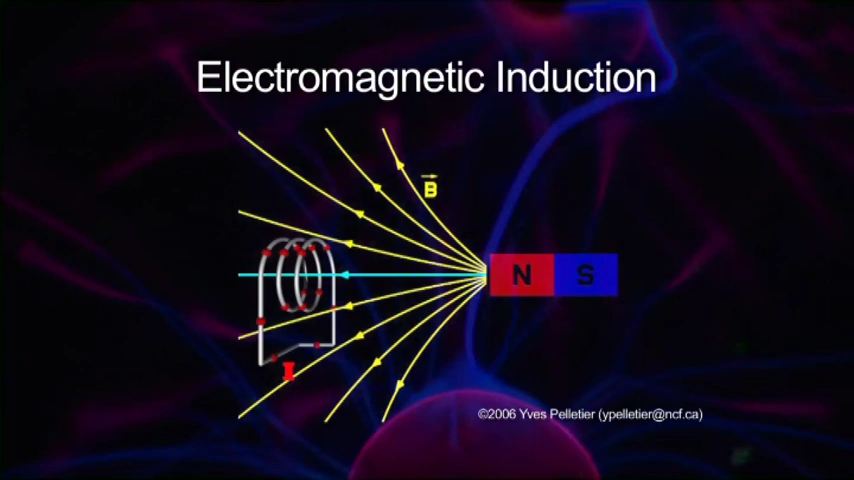 Electromagnetic Induction
B
N S
I
©2006 Yves Pelletier (ypelletier@ncf.ca)